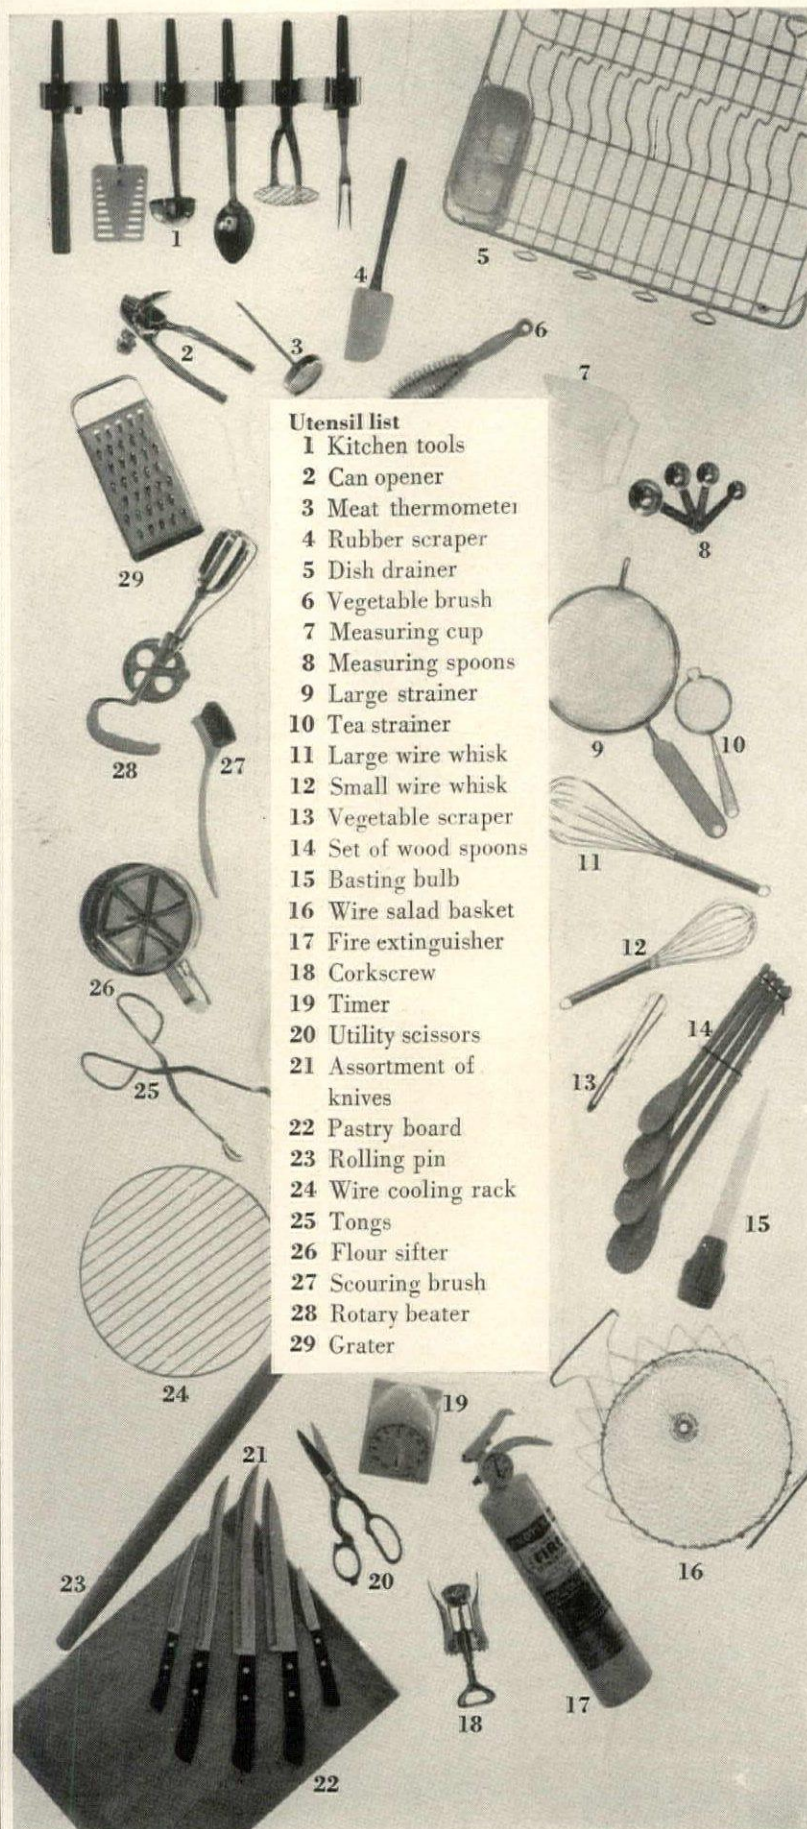 1
2
3
4
5
6
7
8
9
10
11
12
13
14
15
16
17
18
19
20
21
22
23
24
25
26
27
28
29
FIRE
Utensil list
1 Kitchen tools
2 Can opener
3 Meat thermometer
4 Rubber scraper
5 Dish drainer
6 Vegetable brush
7 Measuring cup
8 Measuring spoons
9 Large strainer
10 Tea strainer
11 Large wire whisk
12 Small wire whisk
13 Vegetable scraper
14 Set of wood spoons
15 Basting bulb
16 Wire salad basket
17 Fire extinguisher
18 Corkscrew
19 Timer
20 Utility scissors
21 Assortment of
knives
22 Pastry board
23 Rolling pin
24 Wire cooling rack
25 Tongs
26 Flour sifter
27 Scouring brush
28 Rotary beater
29 Grater